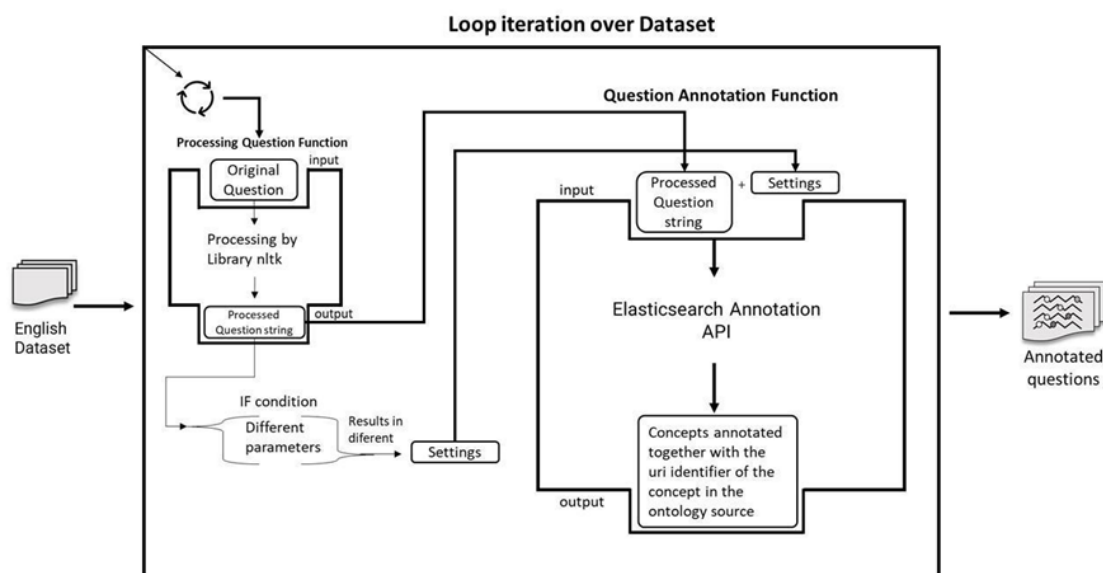 Loop iteration over Dataset
Question Annotation Function
Processing Question Function
input
Original
Question
Processing by
Library nltk
Processed
Question string
output
IF condition
Different
parameters
Results in
diferent
Settings
input
Processed
Question
string
+
Settings
Elasticsearch Annotation
API
Concepts annotated
together with the
uri identifier of the
concept in the
ontology source
output
English
Dataset
Annotated
questions